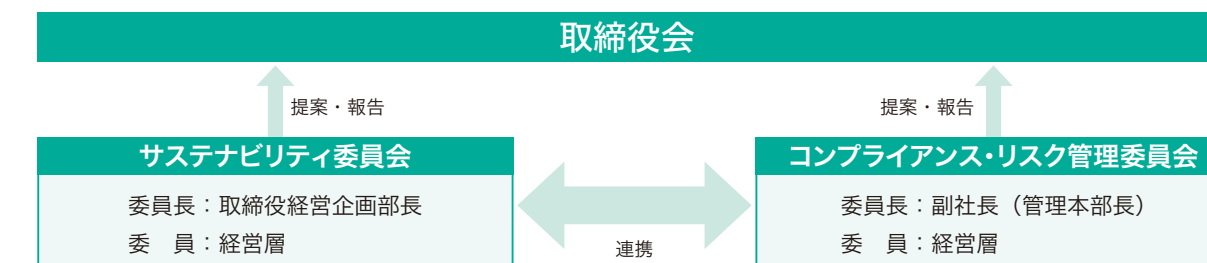 取締役会
提案・報告
提案・報告
サステナビリティ委員会
委員長：取締役経営企画部長
委　員：経営層
連携
コンプライアンス・リスク管理委員会
委員長：副社長（管理本部長）
委　員：経営層